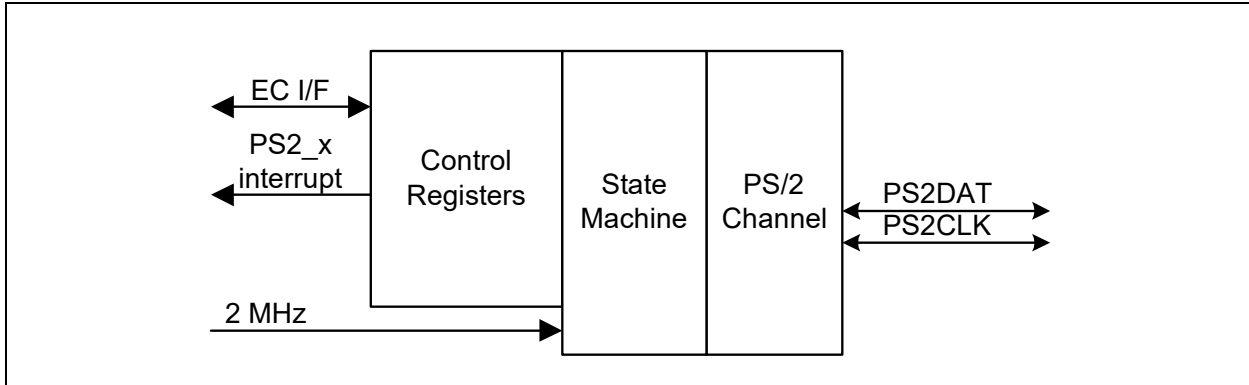 EC I/F
PS2_x
interrupt
Control
Registers
State
Machine
PS/2
Channel
PS2DAT
PS2CLK
2 MHz